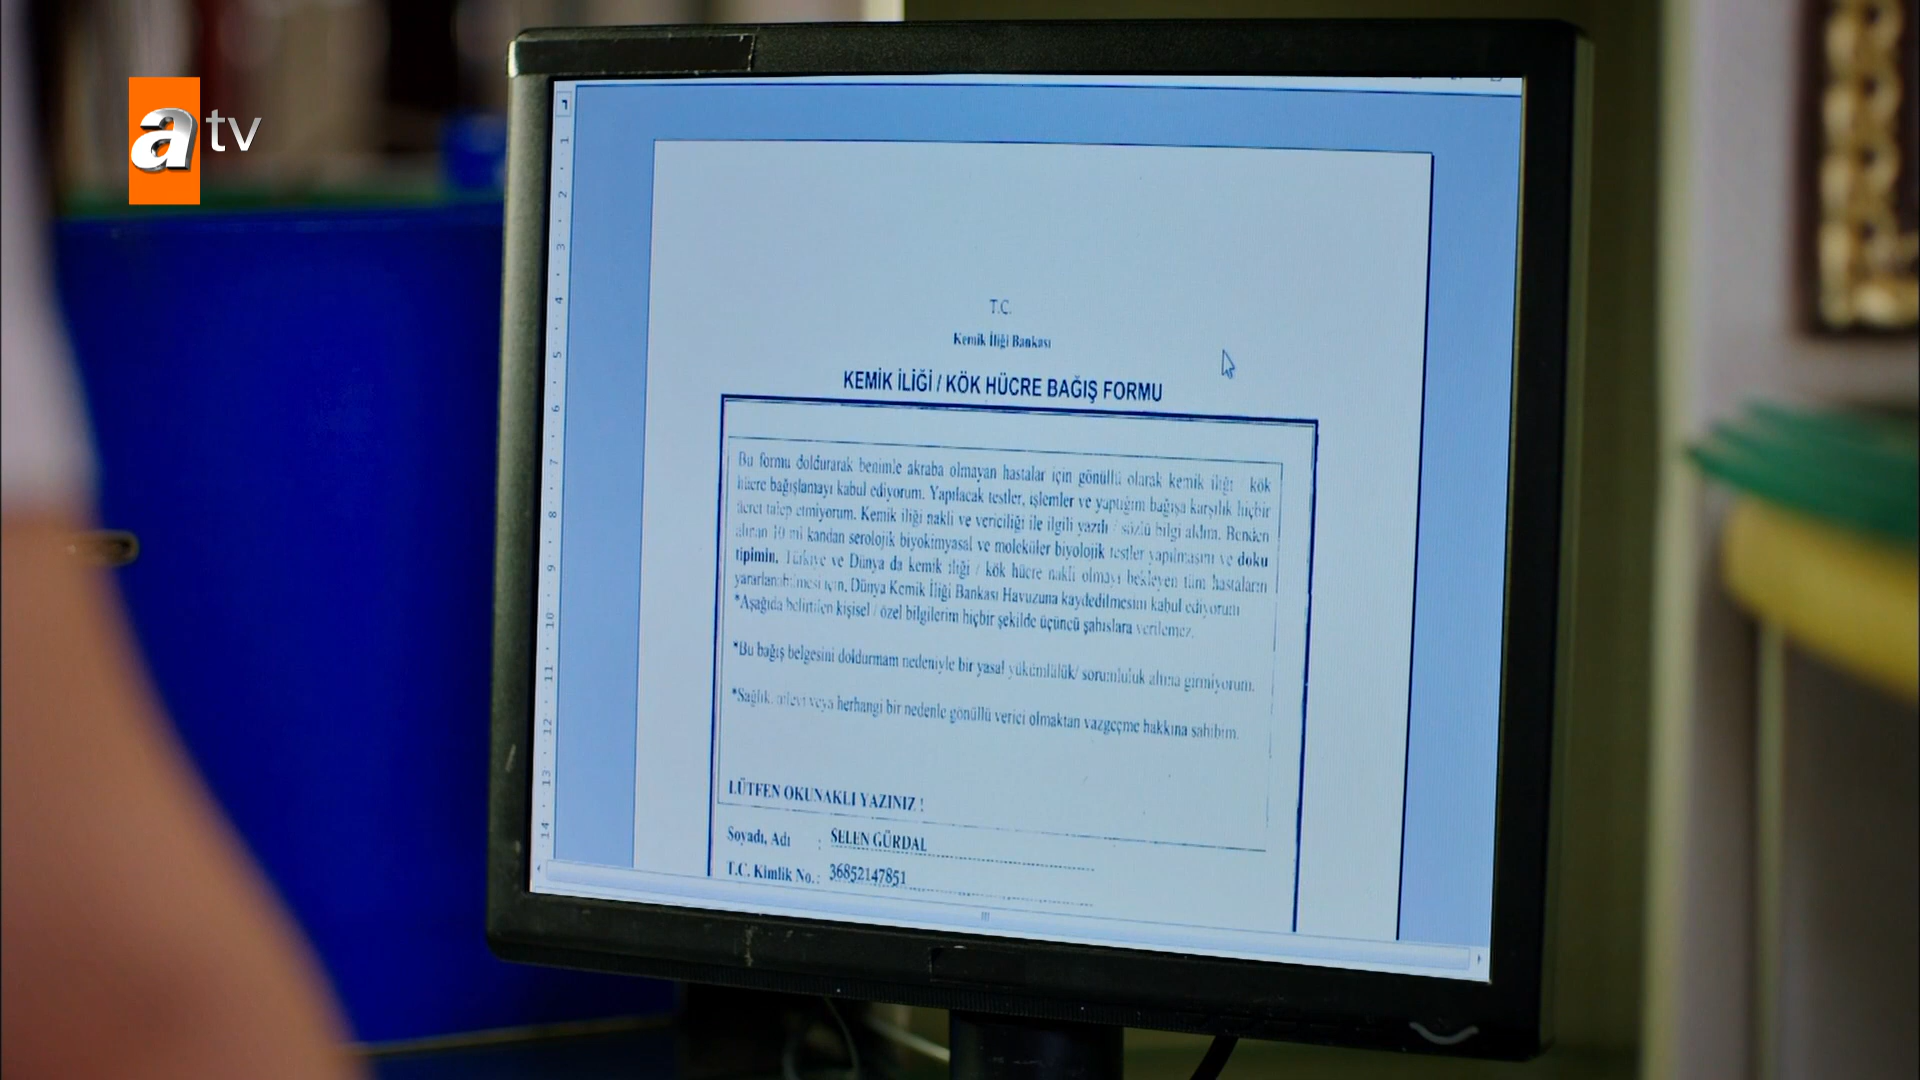 atv
T.C.
Kemik İliği Bankası
KEMİK İLİĞİ / KÖK HÜCRE BAĞIŞ FORMU
Bu formu doldurarak benimle akraba olmayan hastalar için gönüllü olarak kemik iliği / kök
hücre bağışlamayı kabul ediyorum. Yapılacak testler, işlemler ve yaptığım bağışa karşılık hiçbir
ücret talep etmiyorum. Kemik iliği nakli ve vericiliği ile ilgili yazılı / sözlü bilgi aldım. Benden
alınan 10 ml kandan serolojik biyokimyasal ve moleküler biyolojik testler yapılmasını ve doku
tipimin, Türkiye ve Dünya da kemik iliği / kök hücre nakli olmayı bekleyen tüm hastaların
yararlanabilmesi için, Dünya Kemik İliği Bankası Havuzuna kaydedilmesini kabul ediyorum
*Aşağıda belirtilen kişisel / özel bilgilerim hiçbir şekilde üçüncü şahıslara verilemez.
*Bu bağış belgesini doldurmam nedeniyle bir yasal yükümlülük/ sorumluluk altına girmiyorum.
*Sağlık, ailevi veya herhangi bir nedenle gönüllü verici olmaktan vazgeçme hakkına sahibim.
LÜTFEN OKUNAKLI YAZINIZ !
Soyadı, Adı : SELEN GÜRDAL
T.C. Kimlik No.: 36852147851